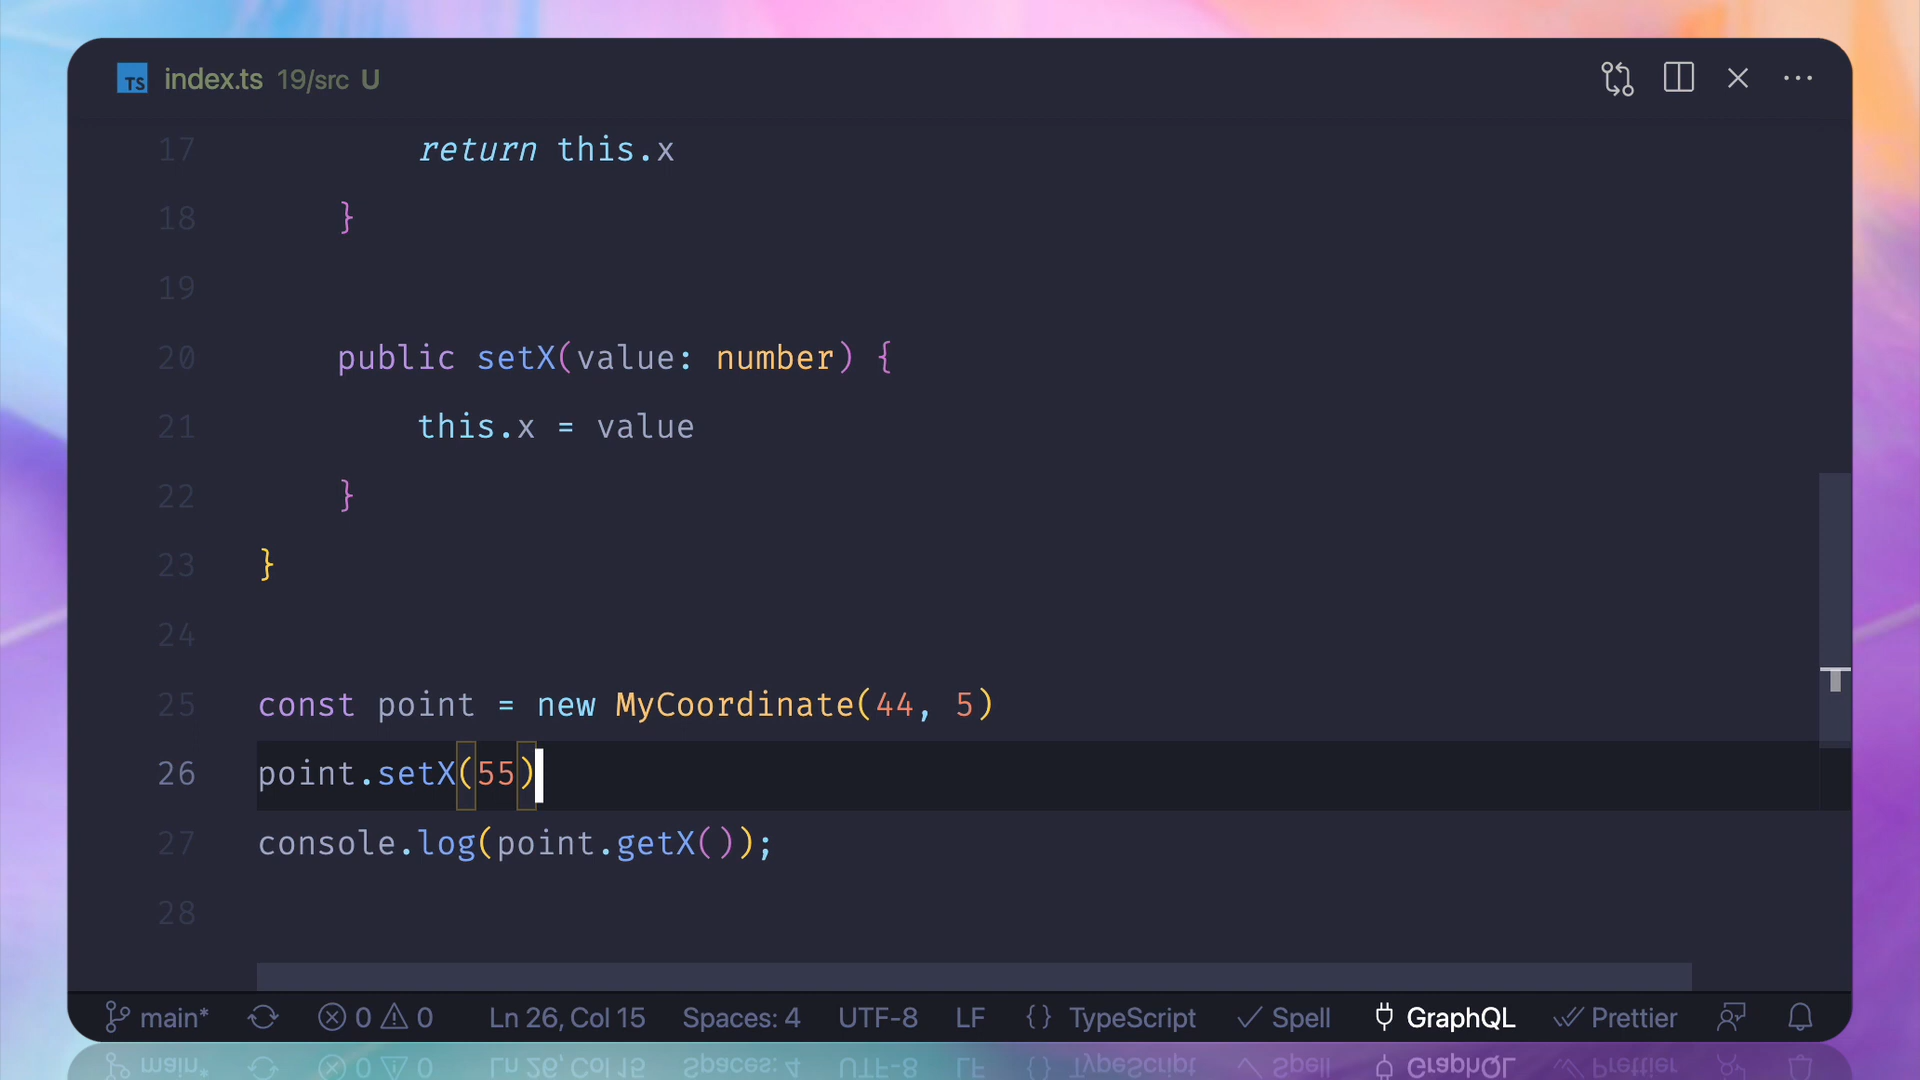 TS index.ts 19/src U
17 return this.x
18 }
19
20 public setX(value: number) {
21 this.x = value
22 }
23 }
24
25 const point = new MyCoordinate(44, 5)
26 point.setX(55)
27 console.log(point.getX());
28
main* 0 0 Ln 26, Col 15 Spaces: 4 UTF-8 LF {} TypeScript Spell GraphQL Prettier